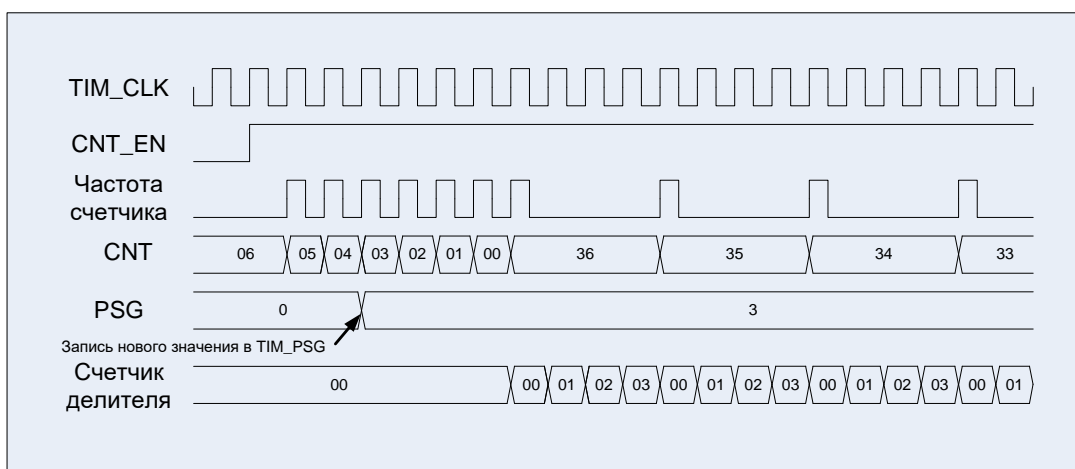 TIM_CLK
CNT_EN
Частота
счетчика
CNT
06 05 04 03 02 01 00 36 35 34 33
PSG
0 3
Запись нового значения в TIM_PSG
Счетчик
делителя
00 00 01 02 03 00 01 02 03 00 01 02 03 00 01